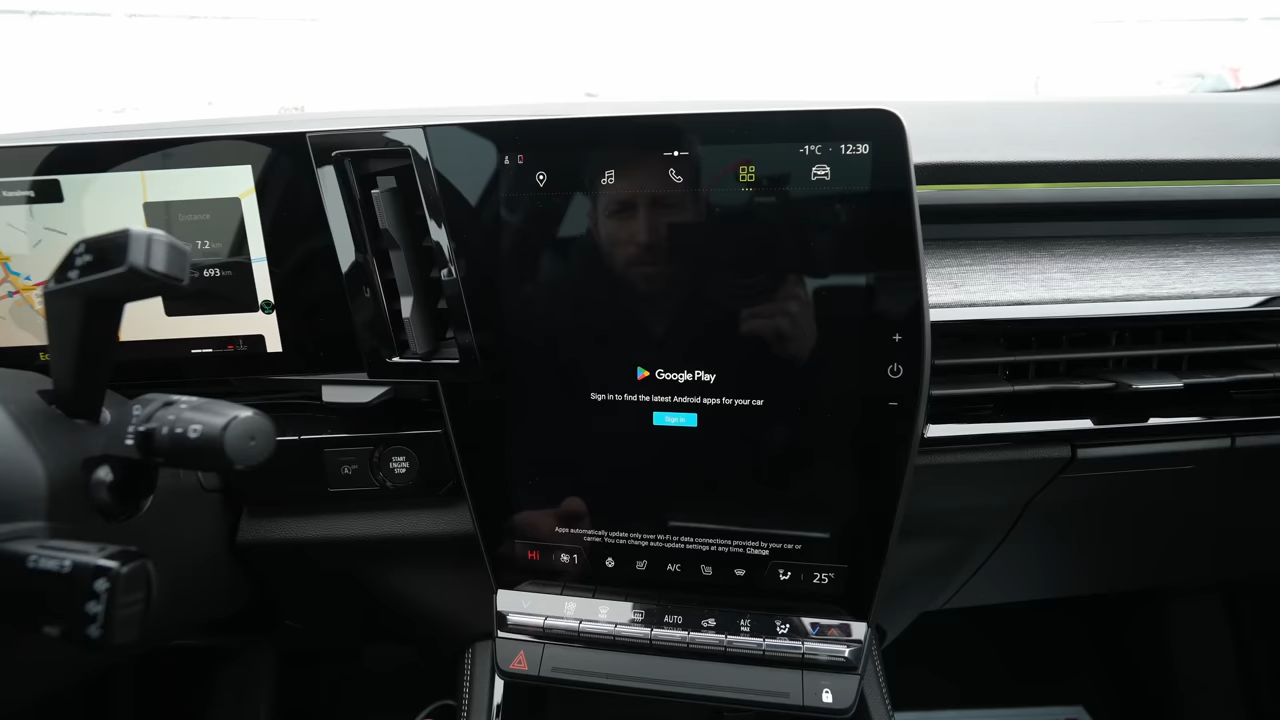 Kanalweg
Distance
7.2 km
693 km
START
ENGINE
STOP
-1°C · 12:30
Google Play
Sign in to find the latest Android apps for your car
Sign in
Apps automatically update only over Wi-Fi or data connections provided by your car or
carrier. You can change auto-update settings at any time. Change
Hi
1
A/C
25°C
AUTO
A/C
MAX